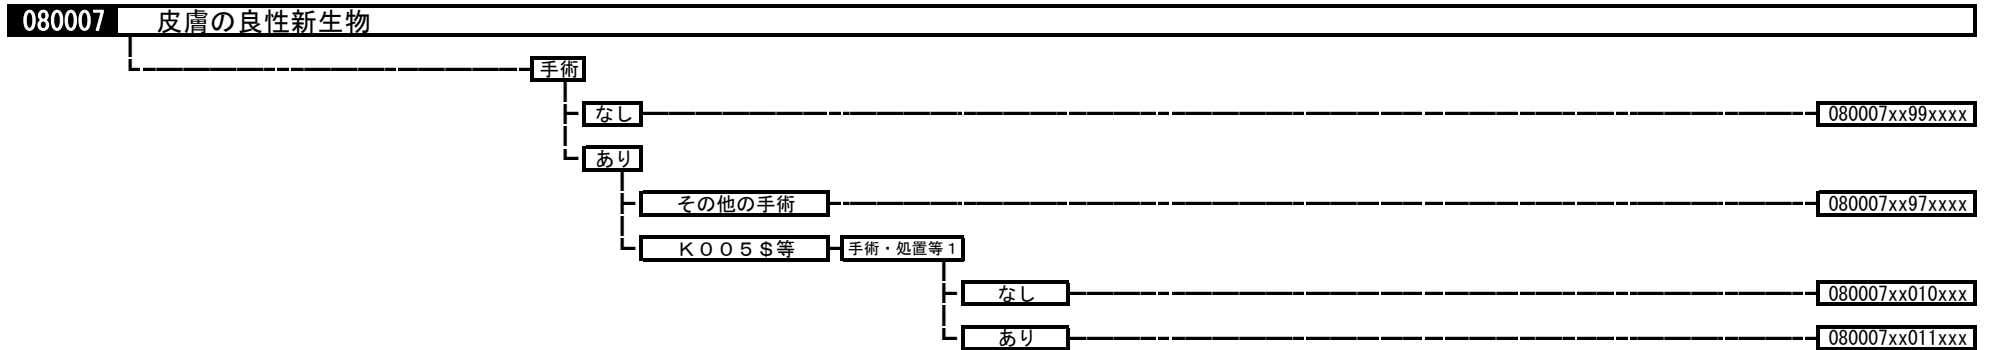 080007 皮膚の良性新生物
手術
なし 080007xx99xxxx
あり
その他の手術 080007xx97xxxx
K005$等 手術・処置等1
なし 080007xx010xxx
あり 080007xx011xxx